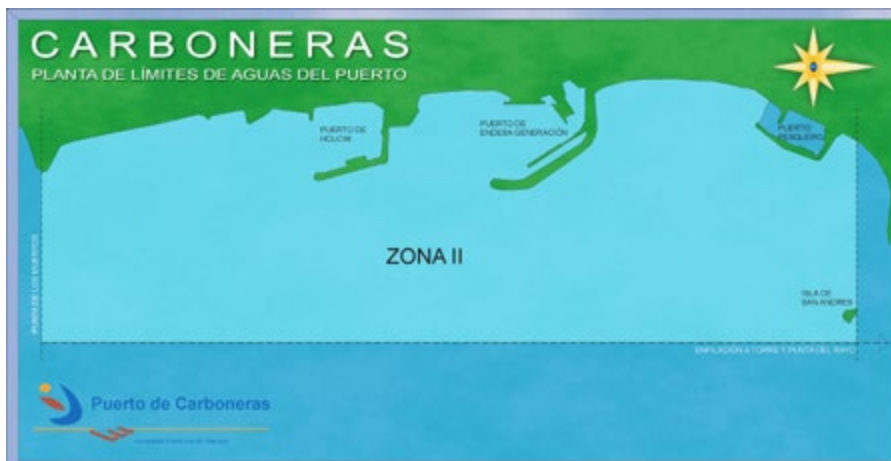 CARBONERAS
PLANTA DE LÍMITES DE AGUAS DEL PUERTO
PUERTO DE
HOLCIM
PUERTO DE
ENDESA GENERACIÓN
PUERTO
PESQUERO
ZONA II
PUNTA DE LOS MUERTOS
ISLA DE
SAN ANDRES
ENFILACIÓN A TORRE Y PUNTA DEL RAYO
Puerto de Carboneras